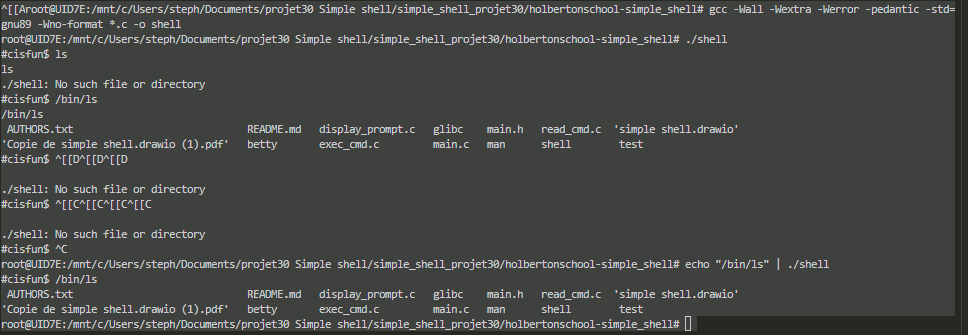 ^[[Aroot@UID7E:/mnt/c/Users/steph/Documents/projet30 Simple shell/simple_shell_projet30/holbertonschool-simple_shell# gcc -Wall -Wextra -Werror -pedantic -std=
gnu89 -Wno-format *.c -o shell
root@UID7E:/mnt/c/Users/steph/Documents/projet30 Simple shell/simple_shell_projet30/holbertonschool-simple_shell# ./shell
#cisfun$ ls
ls
./shell: No such file or directory
#cisfun$ /bin/ls
/bin/ls
 AUTHORS.txt                          README.md   display_prompt.c   glibc    main.h   read_cmd.c  'simple shell.drawio'
'Copie de simple shell.drawio (1).pdf'   betty       exec_cmd.c         main.c   man      shell        test
#cisfun$ ^[[D^[[D^[[D

./shell: No such file or directory
#cisfun$ ^[[C^[[C^[[C^[[C

./shell: No such file or directory
#cisfun$ ^C
root@UID7E:/mnt/c/Users/steph/Documents/projet30 Simple shell/simple_shell_projet30/holbertonschool-simple_shell# echo "/bin/ls" | ./shell
#cisfun$ /bin/ls
 AUTHORS.txt                          README.md   display_prompt.c   glibc    main.h   read_cmd.c  'simple shell.drawio'
'Copie de simple shell.drawio (1).pdf'   betty       exec_cmd.c         main.c   man      shell        test
root@UID7E:/mnt/c/Users/steph/Documents/projet30 Simple shell/simple_shell_projet30/holbertonschool-simple_shell#